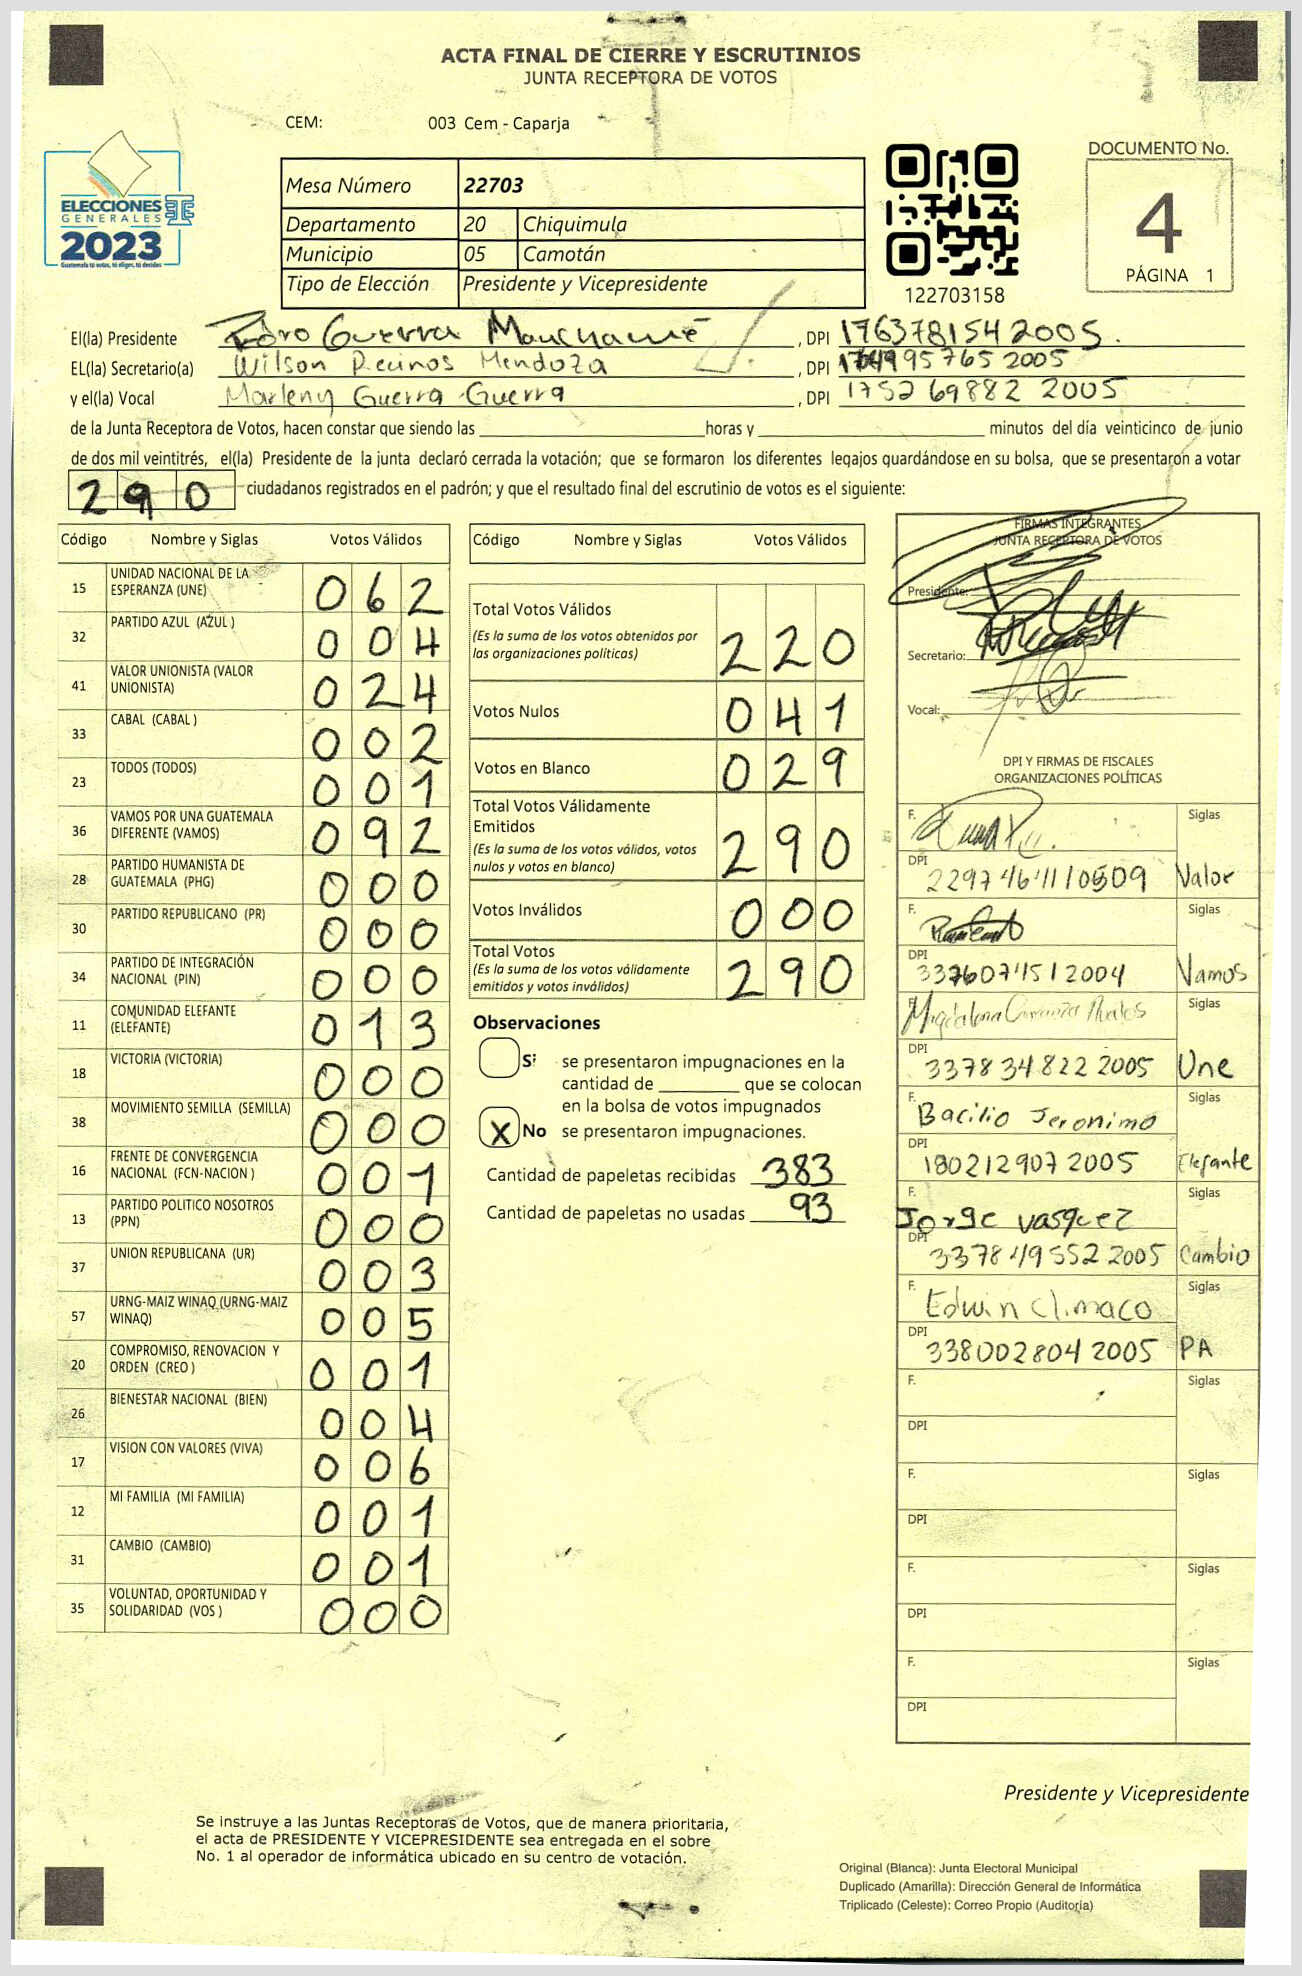 ACTA FINAL DE CIERRE Y ESCRUTINIOS
JUNTA RECEPTORA DE VOTOS
CEM: 003 Cem - Caparja
ELECCIONES
GENERALES
2023
Guatemala tú votas, tú eliges, tú decides
Mesa Número 22703
Departamento 20 Chiquimula
Municipio 05 Camotán
Tipo de Elección Presidente y Vicepresidente
122703158
DOCUMENTO No.
4
PÁGINA 1
El(la) Presidente Guerra , DPI 176378154 2005
EL(la) Secretario(a) Wilson Recinos Mendoza , DPI 95765 2005
y el(la) Vocal Marleny Guerra Guerra , DPI 1752 69882 2005
de la Junta Receptora de Votos, hacen constar que siendo las horas y minutos del día veinticinco de junio
de dos mil veintitrés, el(la) Presidente de la junta declaró cerrada la votación; que se formaron los diferentes legajos guardándose en su bolsa, que se presentaron a votar
290 ciudadanos registrados en el padrón; y que el resultado final del escrutinio de votos es el siguiente:
Código Nombre y Siglas Votos Válidos
15 UNIDAD NACIONAL DE LA ESPERANZA (UNE) 062
32 PARTIDO AZUL (AZUL ) 004
41 VALOR UNIONISTA (VALOR UNIONISTA) 024
33 CABAL (CABAL ) 002
23 TODOS (TODOS) 001
36 VAMOS POR UNA GUATEMALA DIFERENTE (VAMOS) 092
28 PARTIDO HUMANISTA DE GUATEMALA (PHG) 000
30 PARTIDO REPUBLICANO (PR) 000
34 PARTIDO DE INTEGRACIÓN NACIONAL (PIN) 000
11 COMUNIDAD ELEFANTE (ELEFANTE) 013
18 VICTORIA (VICTORIA) 000
38 MOVIMIENTO SEMILLA (SEMILLA) 000
16 FRENTE DE CONVERGENCIA NACIONAL (FCN-NACION ) 001
13 PARTIDO POLITICO NOSOTROS (PPN) 000
37 UNION REPUBLICANA (UR) 003
57 URNG-MAIZ WINAQ (URNG-MAIZ WINAQ) 005
20 COMPROMISO, RENOVACION Y ORDEN (CREO ) 001
26 BIENESTAR NACIONAL (BIEN) 004
17 VISION CON VALORES (VIVA) 006
12 MI FAMILIA (MI FAMILIA) 001
31 CAMBIO (CAMBIO) 001
35 VOLUNTAD, OPORTUNIDAD Y SOLIDARIDAD (VOS ) 000
Código Nombre y Siglas Votos Válidos
Total Votos Válidos 220
(Es la suma de los votos obtenidos por
las organizaciones políticas)
Votos Nulos 041
Votos en Blanco 029
Total Votos Válidamente
Emitidos 290
(Es la suma de los votos válidos, votos
nulos y votos en blanco)
Votos Inválidos 000
Total Votos 290
(Es la suma de los votos válidamente
emitidos y votos inválidos)
Observaciones
Si se presentaron impugnaciones en la
cantidad de que se colocan
en la bolsa de votos impugnados
X No se presentaron impugnaciones.
Cantidad de papeletas recibidas 383
Cantidad de papeletas no usadas 93
FIRMAS INTEGRANTES
JUNTA RECEPTORA DE VOTOS
Presidente:
Secretario:
Vocal:
DPI Y FIRMAS DE FISCALES
ORGANIZACIONES POLÍTICAS
F. Siglas
DPI Valor
F. Siglas
DPI Vamos
F. Magdalena Siglas
DPI 3378 34822 2005 Une
F. Bacilio Jeronimo Siglas
DPI 180212907 2005 Elefante
F. Jorge vasquez Siglas
DPI 337849552 2005 Cambio
F. Edwin climaco Siglas
DPI 338002804 2005 PA
F. Siglas
DPI
F. Siglas
DPI
F. Siglas
DPI
F. Siglas
DPI
Presidente y Vicepresidente
Se instruye a las Juntas Receptoras de Votos, que de manera prioritaria,
el acta de PRESIDENTE Y VICEPRESIDENTE sea entregada en el sobre
No. 1 al operador de informática ubicado en su centro de votación.
Original (Blanca): Junta Electoral Municipal
Duplicado (Amarilla): Dirección General de Informática
Triplicado (Celeste): Correo Propio (Auditoría)